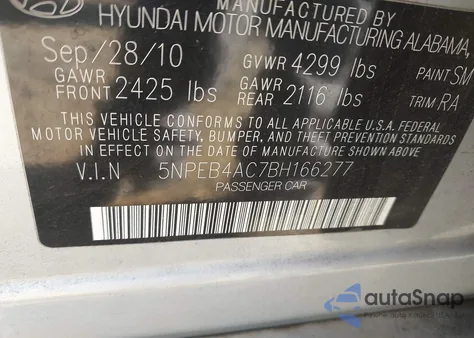 MANUFACTURED BY
HYUNDAI MOTOR MANUFACTURING ALABAMA,
Sep/28/10 GVWR 4299 lbs PAINT SM
GAWR FRONT 2425 lbs GAWR REAR 2116 lbs TRIM RA
THIS VEHICLE CONFORMS TO ALL APPLICABLE U.S.A. FEDERAL
MOTOR VEHICLE SAFETY, BUMPER, AND THEFT PREVENTION STANDARDS
IN EFFECT ON THE DATE OF MANUFACTURE SHOWN ABOVE.
V.I.N 5NPEB4AC7BH166277
PASSENGER CAR
autoSnap